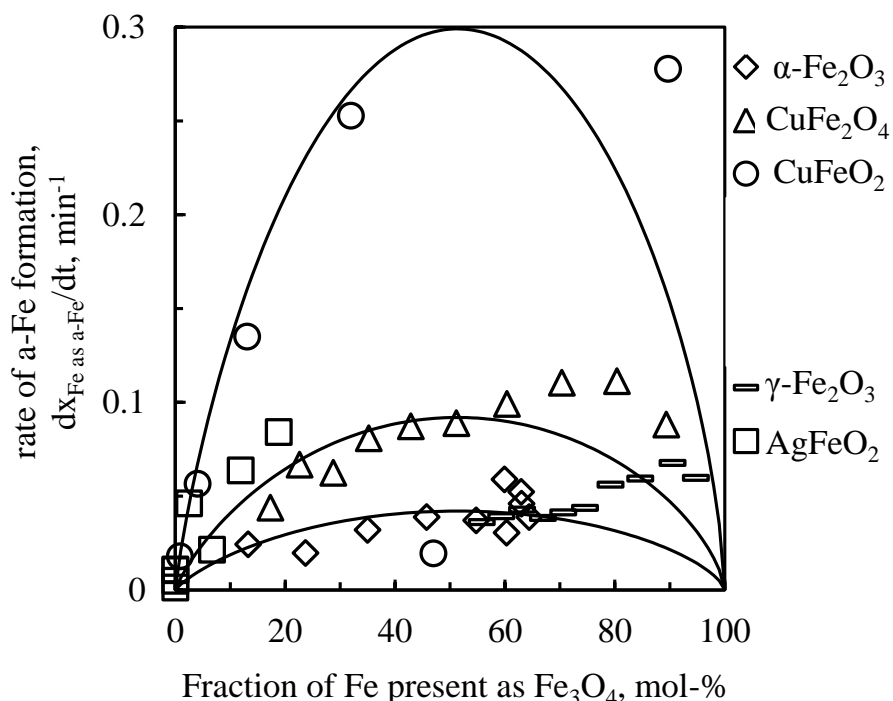 rate of a-Fe formation,
dx_Fe as a-Fe/dt, min⁻¹
0.3
0.2
0.1
0
0
20
40
60
80
100
Fraction of Fe present as Fe₃O₄, mol-%
α-Fe₂O₃
CuFe₂O₄
CuFeO₂
γ-Fe₂O₃
AgFeO₂